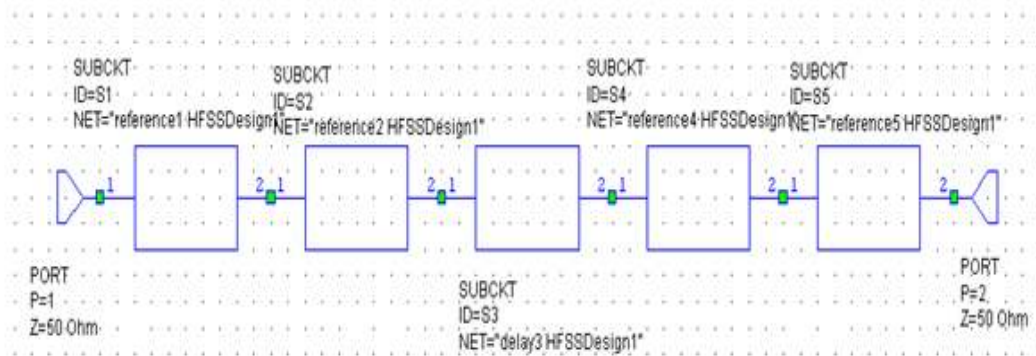 SUBCKT
ID=S1
NET="reference1 HFSSDesign1"
SUBCKT
ID=S2
NET="reference2 HFSSDesign1"
SUBCKT
ID=S4
NET="reference4 HFSSDesign1"
SUBCKT
ID=S5
NET="reference5 HFSSDesign1"
1
2
1
2
1
2
1
2
1
2
PORT
P=1
Z=50 Ohm
SUBCKT
ID=S3
NET="delay3 HFSSDesign1"
PORT
P=2
Z=50 Ohm